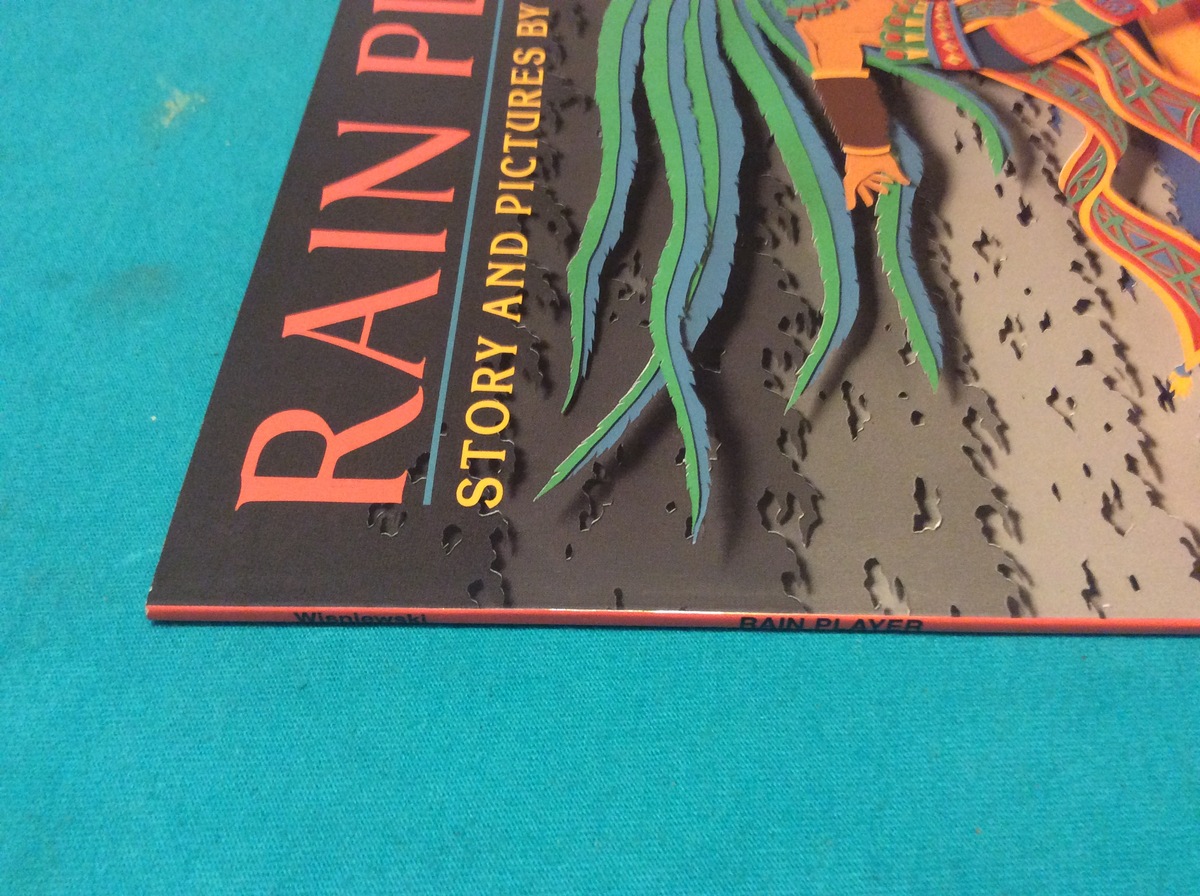 RAIN PL
STORY AND PICTURES BY
Wisniewski
RAIN PLAYER